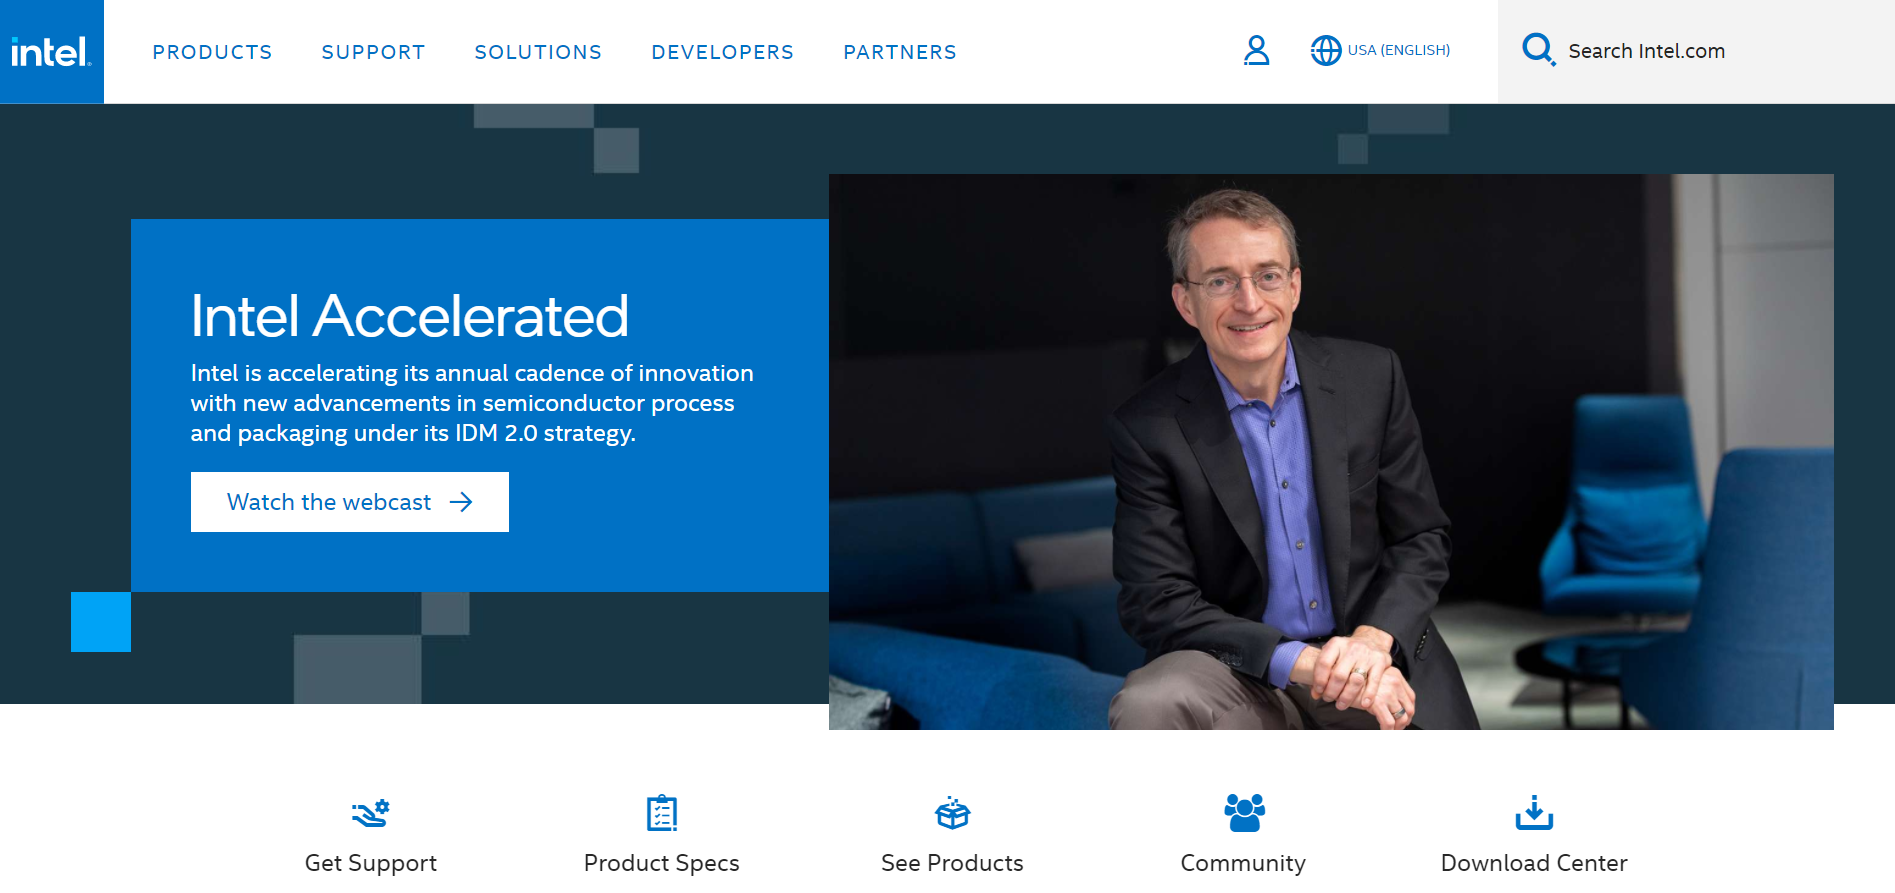 intel.
PRODUCTS
SUPPORT
SOLUTIONS
DEVELOPERS
PARTNERS
USA (ENGLISH)
Search Intel.com
Intel Accelerated
Intel is accelerating its annual cadence of innovation
with new advancements in semiconductor process
and packaging under its IDM 2.0 strategy.
Watch the webcast
Get Support
Product Specs
See Products
Community
Download Center